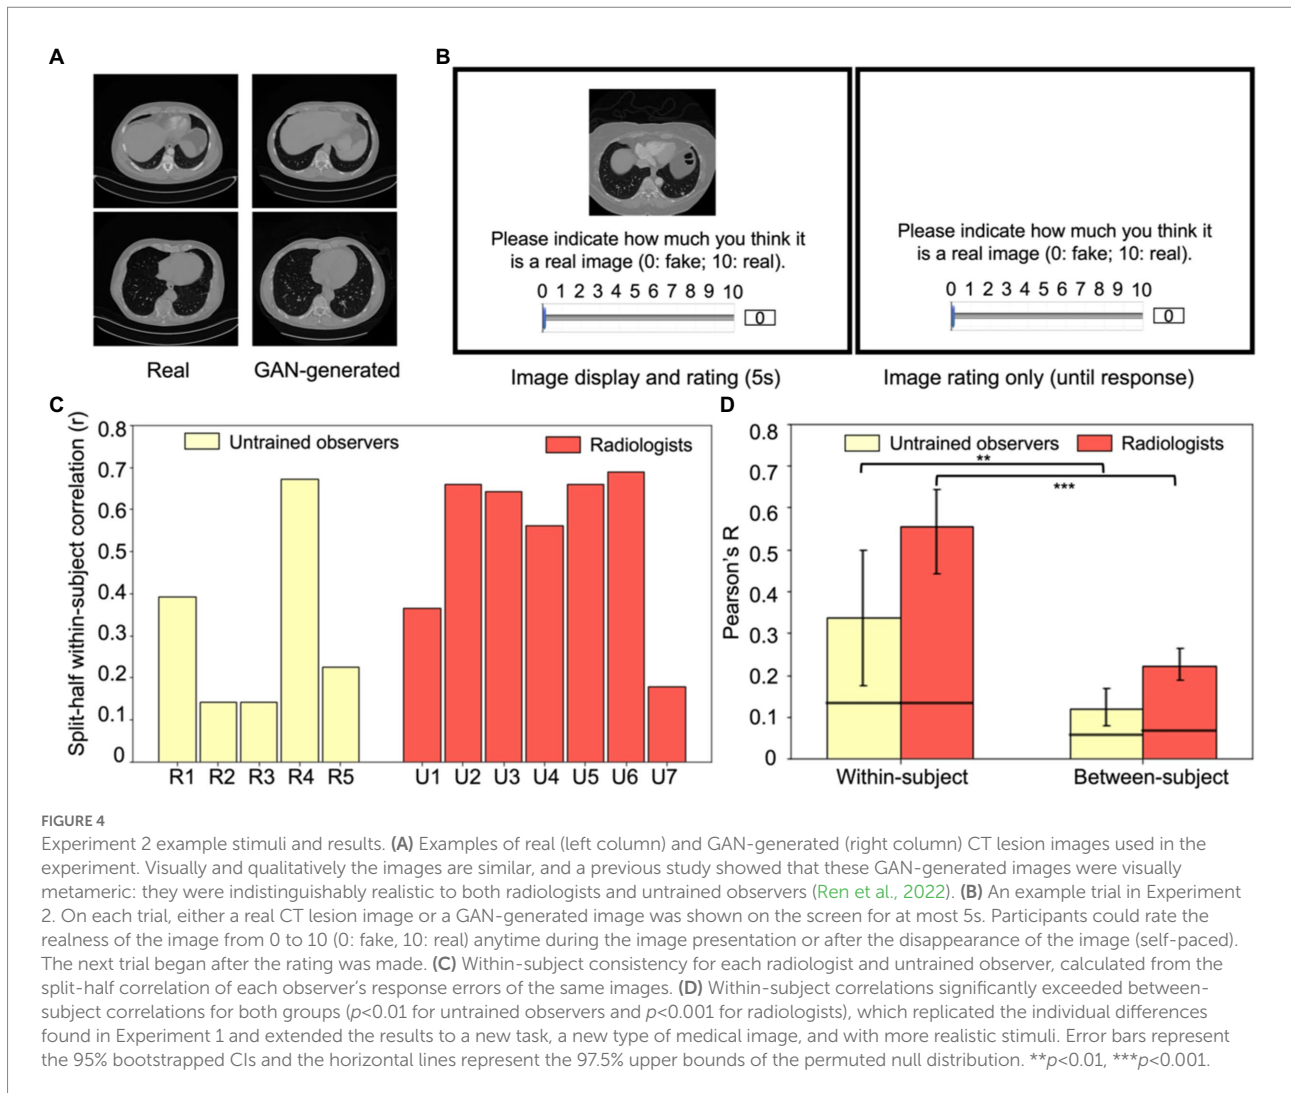 A
B
Real
GAN-generated
Please indicate how much you think it
is a real image (0: fake; 10: real).
0 1 2 3 4 5 6 7 8 9 10
0
Image display and rating (5s)
Please indicate how much you think it
is a real image (0: fake; 10: real).
0 1 2 3 4 5 6 7 8 9 10
0
Image rating only (until response)
C
Split-half within-subject correlation (r)
0.8
0.7
0.6
0.5
0.4
0.3
0.2
0.1
0
Untrained observers
Radiologists
R1 R2 R3 R4 R5 U1 U2 U3 U4 U5 U6 U7
D
Pearson's R
0.8
0.7
0.6
0.5
0.4
0.3
0.2
0.1
0
Untrained observers
Radiologists
**
***
Within-subject
Between-subject
FIGURE 4
Experiment 2 example stimuli and results. (A) Examples of real (left column) and GAN-generated (right column) CT lesion images used in the
experiment. Visually and qualitatively the images are similar, and a previous study showed that these GAN-generated images were visually
metameric: they were indistinguishably realistic to both radiologists and untrained observers (Ren et al., 2022). (B) An example trial in Experiment
2. On each trial, either a real CT lesion image or a GAN-generated image was shown on the screen for at most 5s. Participants could rate the
realness of the image from 0 to 10 (0: fake, 10: real) anytime during the image presentation or after the disappearance of the image (self-paced).
The next trial began after the rating was made. (C) Within-subject consistency for each radiologist and untrained observer, calculated from the
split-half correlation of each observer's response errors of the same images. (D) Within-subject correlations significantly exceeded between-
subject correlations for both groups (p<0.01 for untrained observers and p<0.001 for radiologists), which replicated the individual differences
found in Experiment 1 and extended the results to a new task, a new type of medical image, and with more realistic stimuli. Error bars represent
the 95% bootstrapped CIs and the horizontal lines represent the 97.5% upper bounds of the permuted null distribution. **p<0.01, ***p<0.001.